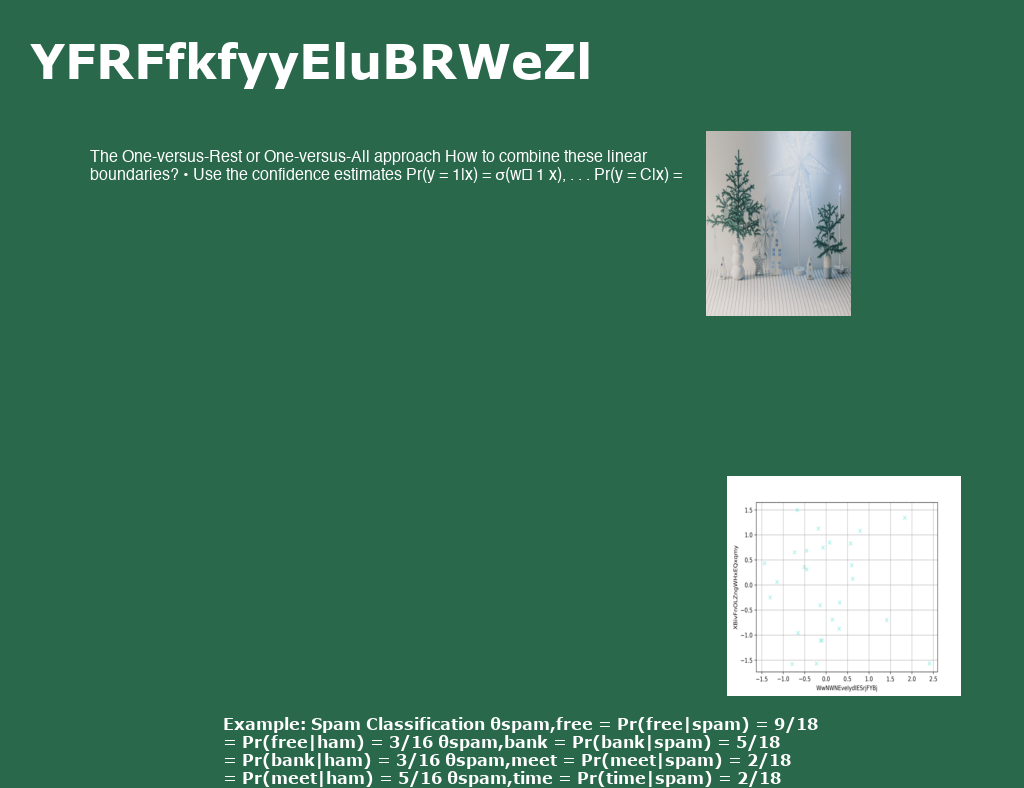 YFRFfkfyyEluBRWeZl
The One-versus-Rest or One-versus-All approach How to combine these linear
boundaries? • Use the confidence estimates Pr(y = 1|x) = σ(w▯ 1 x), . . . Pr(y = C|x) =
1.5
1.0
0.5
0.0
−0.5
−1.0
−1.5
−1.5 −1.0 −0.5 0.0 0.5 1.0 1.5 2.0 2.5
Example: Spam Classification θspam,free = Pr(free|spam) = 9/18
= Pr(free|ham) = 3/16 θspam,bank = Pr(bank|spam) = 5/18
= Pr(bank|ham) = 3/16 θspam,meet = Pr(meet|spam) = 2/18
= Pr(meet|ham) = 5/16 θspam,time = Pr(time|spam) = 2/18